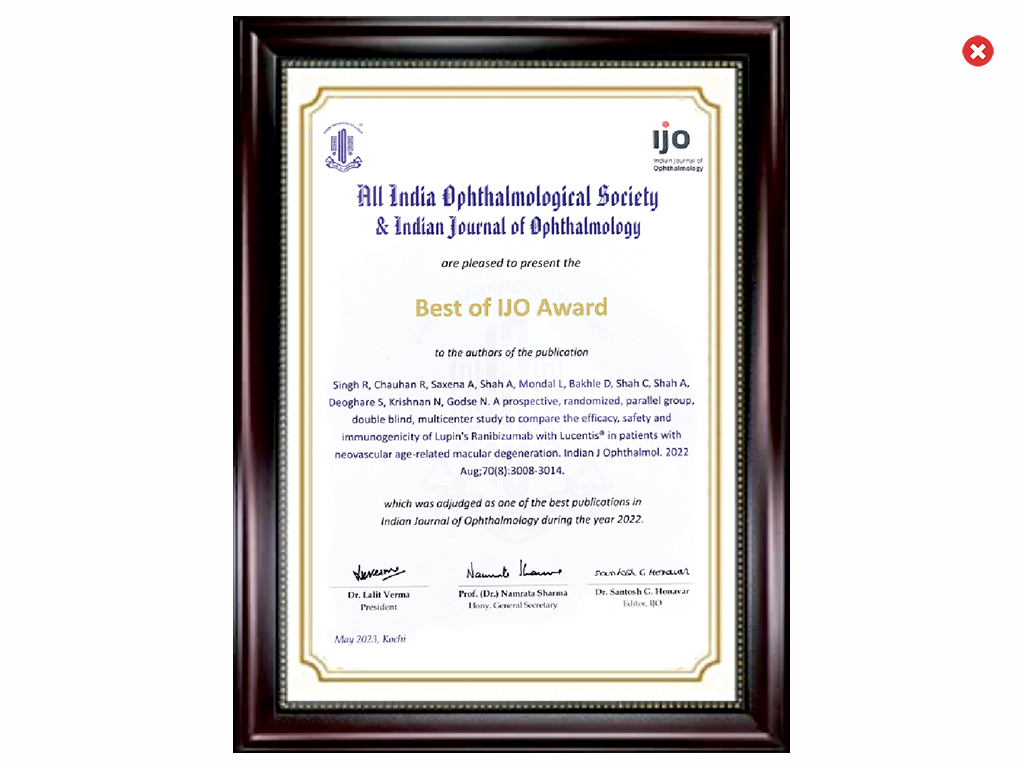 IJO
Indian Journal of
Ophthalmology
All India Ophthalmological Society
& Indian Journal of Ophthalmology
are pleased to present the
Best of IJO Award
to the authors of the publication
Singh R, Chauhan R, Saxena A, Shah A, Mondal L, Bakhle D, Shah C, Shah A,
Deoghare S, Krishnan N, Godse N. A prospective, randomized, parallel group,
double blind, multicenter study to compare the efficacy, safety and
immunogenicity of Lupin's Ranibizumab with Lucentis® in patients with
neovascular age-related macular degeneration. Indian J Ophthalmol. 2022
Aug;70(8):3008-3014.
which was adjudged as one of the best publications in
Indian Journal of Ophthalmology during the year 2022.
Namrata Sharma
Santosh G Honavar
Dr. Lalit Verma
Prof. (Dr.) Namrata Sharma
Dr. Santosh G. Honavar
President
Hony. General Secretary
Editor, IJO
May 2023, Kochi